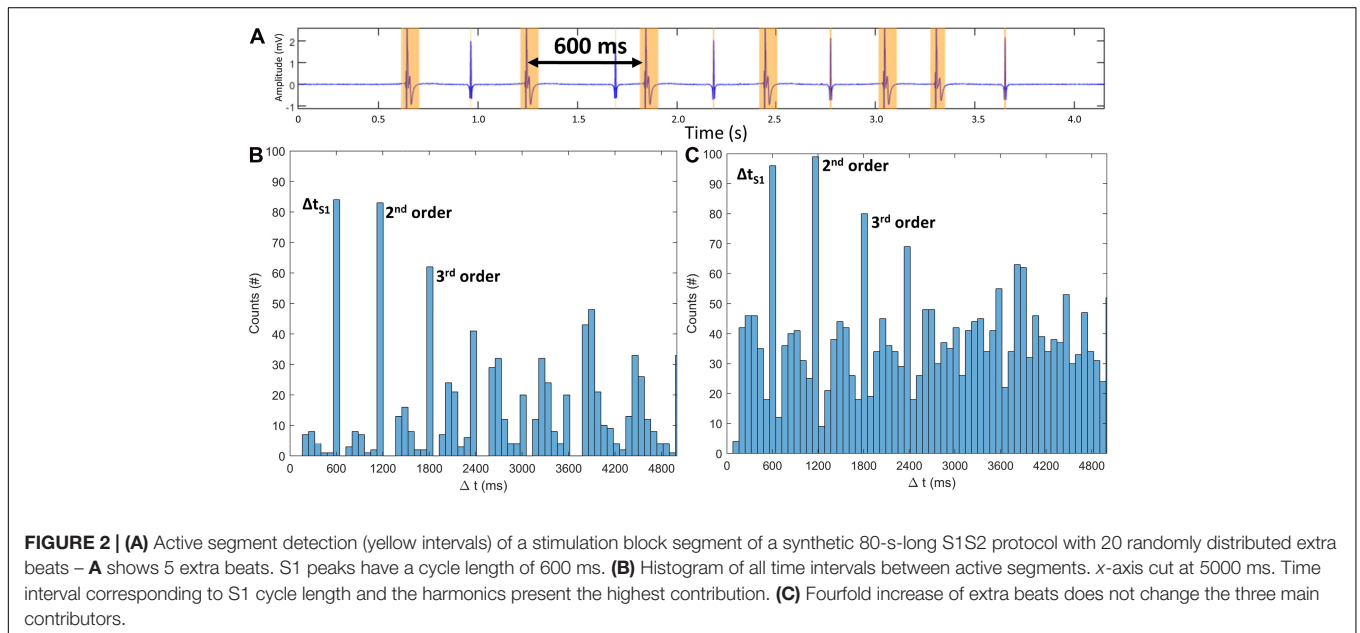 A
Amplitude (mV)
2
1
0
-1
600 ms
0 0.5 1.0 1.5 2.0 2.5 3.0 3.5 4.0
Time (s)
B
100
90
80
70
60
50
40
30
20
10
0
Counts (#)
ΔtS1
2nd order
3rd order
0 600 1200 1800 2400 3000 3600 4200 4800
Δ t (ms)
C
100
90
80
70
60
50
40
30
20
10
0
Counts (#)
ΔtS1
2nd order
3rd order
0 600 1200 1800 2400 3000 3600 4200 4800
Δ t (ms)
FIGURE 2 | (A) Active segment detection (yellow intervals) of a stimulation block segment of a synthetic 80-s-long S1S2 protocol with 20 randomly distributed extra
beats – A shows 5 extra beats. S1 peaks have a cycle length of 600 ms. (B) Histogram of all time intervals between active segments. x-axis cut at 5000 ms. Time
interval corresponding to S1 cycle length and the harmonics present the highest contribution. (C) Fourfold increase of extra beats does not change the three main
contributors.